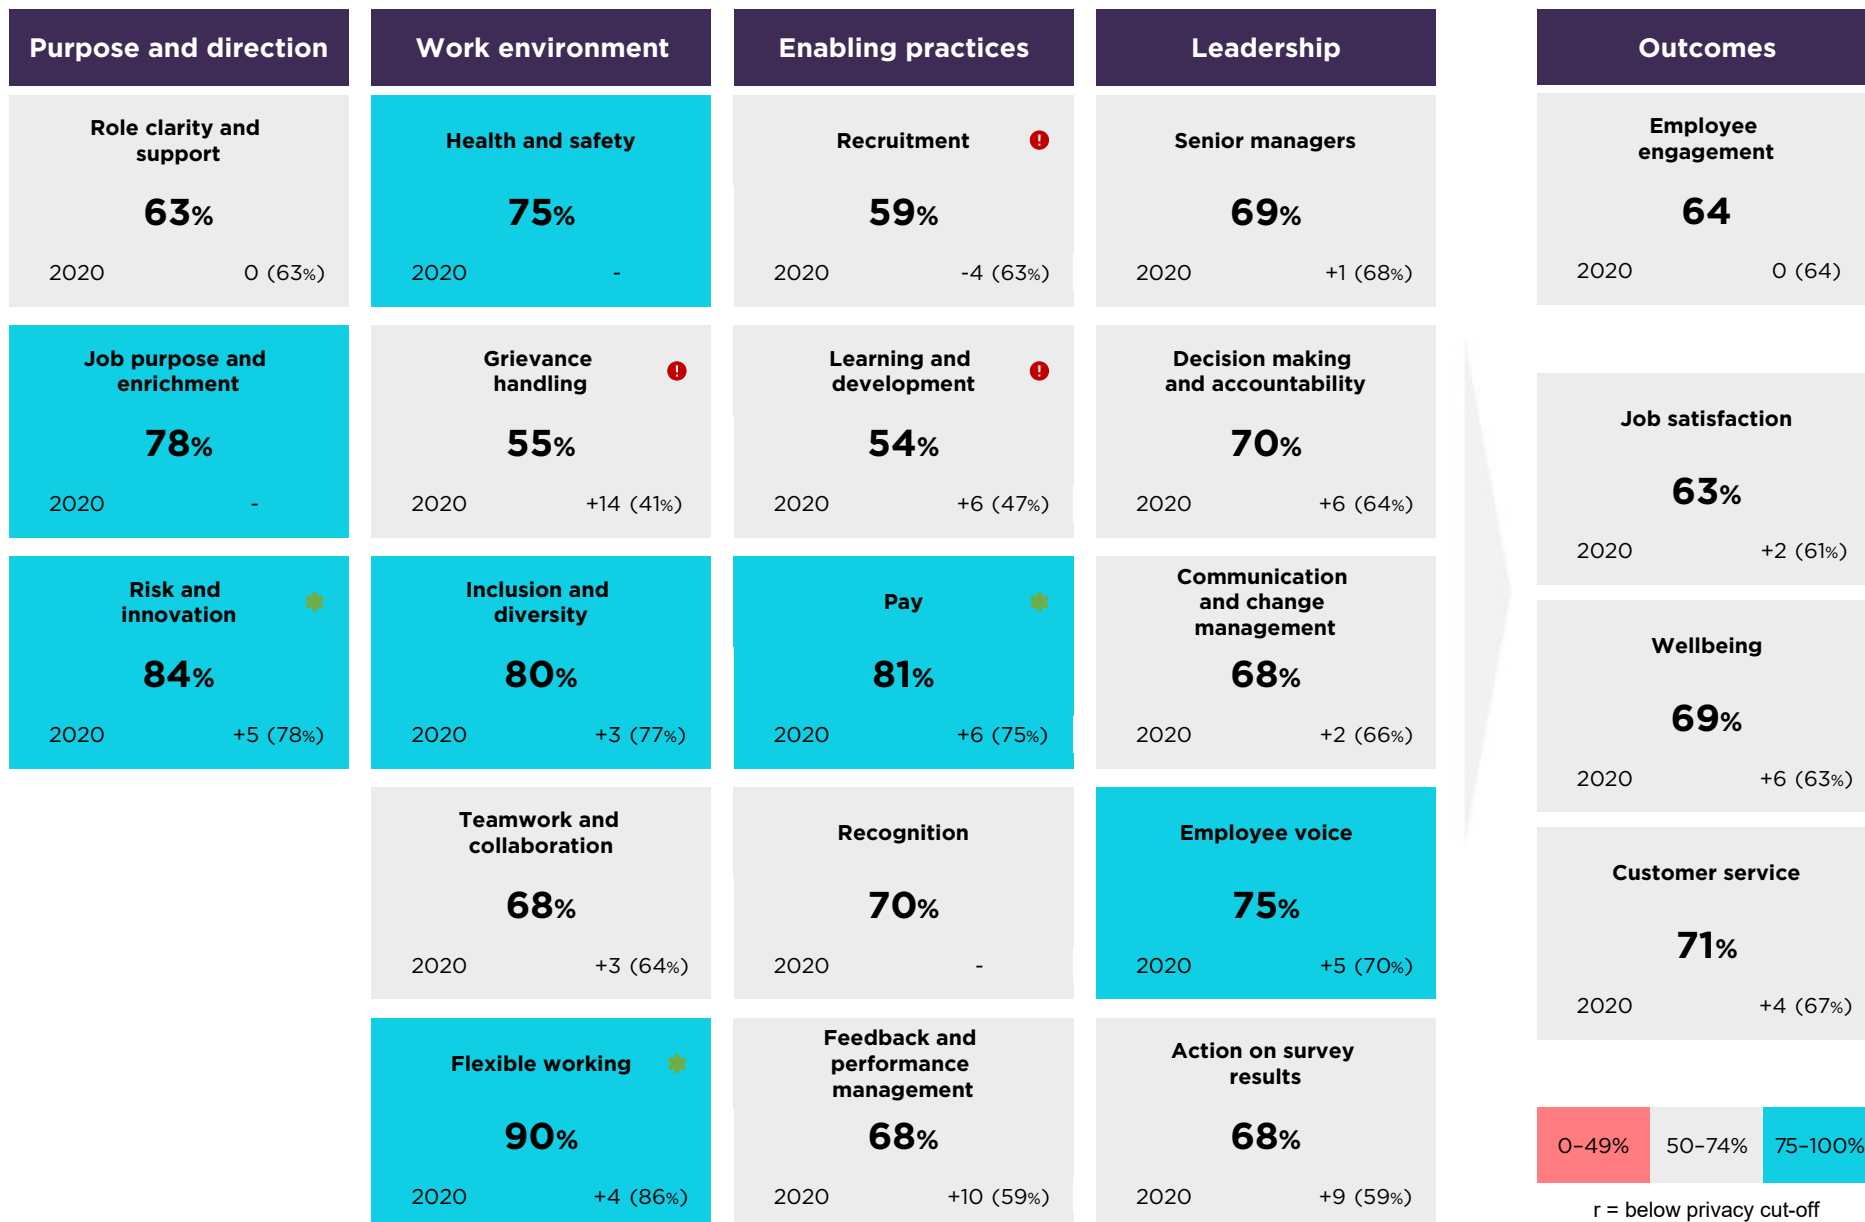 Purpose and direction
Role clarity and
support
63%
2020 0 (63%)
Job purpose and
enrichment
78%
2020 -
Risk and
innovation
84%
2020 +5 (78%)
Work environment
Health and safety
75%
2020 -
Grievance
handling
55%
2020 +14 (41%)
Inclusion and
diversity
80%
2020 +3 (77%)
Teamwork and
collaboration
68%
2020 +3 (64%)
Flexible working
90%
2020 +4 (86%)
Enabling practices
Recruitment
59%
2020 -4 (63%)
Learning and
development
54%
2020 +6 (47%)
Pay
81%
2020 +6 (75%)
Recognition
70%
2020 -
Feedback and
performance
management
68%
2020 +10 (59%)
Leadership
Senior managers
69%
2020 +1 (68%)
Decision making
and accountability
70%
2020 +6 (64%)
Communication
and change
management
68%
2020 +2 (66%)
Employee voice
75%
2020 +5 (70%)
Action on survey
results
68%
2020 +9 (59%)
Outcomes
Employee
engagement
64
2020 0 (64)
Job satisfaction
63%
2020 +2 (61%)
Wellbeing
69%
2020 +6 (63%)
Customer service
71%
2020 +4 (67%)
0–49% 50–74% 75–100%
r = below privacy cut-off